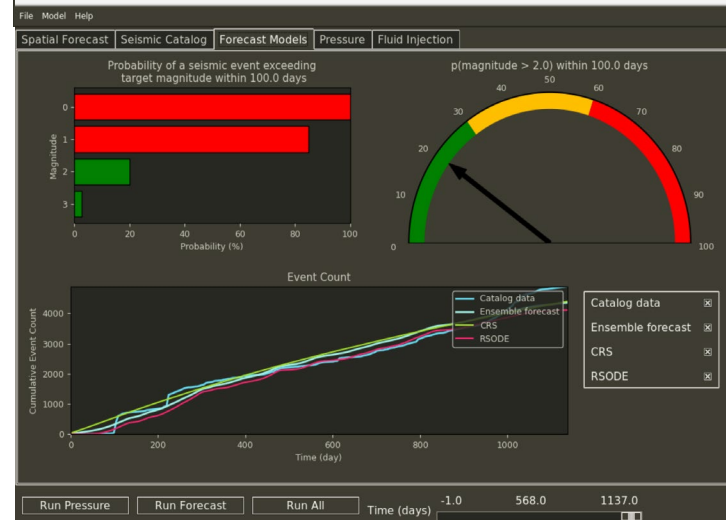 File Model Help
Spatial Forecast Seismic Catalog Forecast Models Pressure Fluid Injection
Probability of a seismic event exceeding
target magnitude within 100.0 days
0
1
2
3
Magnitude
0 20 40 60 80 100
Probability (%)
p(magnitude > 2.0) within 100.0 days
0
10
20
30
40
50
60
70
80
90
100
Event Count
Cumulative Event Count
4000
3000
2000
1000
0
0 200 400 600 800 1000
Time (day)
Catalog data
Ensemble forecast
CRS
RSODE
Catalog data
Ensemble forecast
CRS
RSODE
Run Pressure Run Forecast Run All
Time (days) -1.0 568.0 1137.0